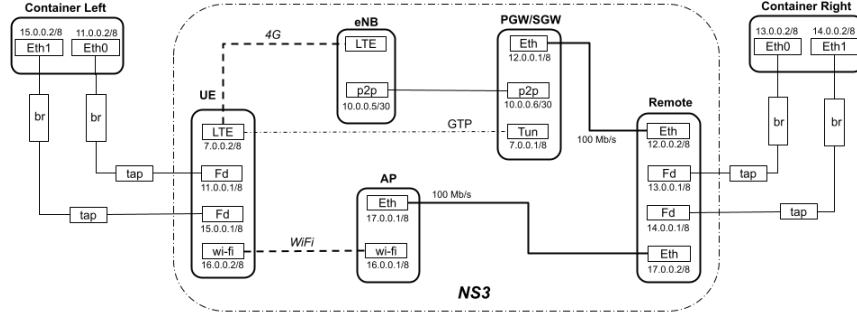 Container Left
15.0.0.2/8 11.0.0.2/8
Eth1 Eth0
br
br
tap
tap
UE
LTE
7.0.0.2/8
Fd
11.0.0.1/8
Fd
15.0.0.1/8
wi-fi
16.0.0.2/8
4G
eNB
LTE
p2p
10.0.0.5/30
GTP
PGW/SGW
Eth
12.0.0.1/8
p2p
10.0.0.6/30
Tun
7.0.0.1/8
100 Mb/s
AP
Eth
17.0.0.1/8
wi-fi
16.0.0.1/8
WiFi
100 Mb/s
NS3
Remote
Eth
12.0.0.2/8
Fd
13.0.0.1/8
Fd
14.0.0.1/8
Eth
17.0.0.2/8
Container Right
13.0.0.2/8 14.0.0.2/8
Eth0 Eth1
br
br
tap
tap